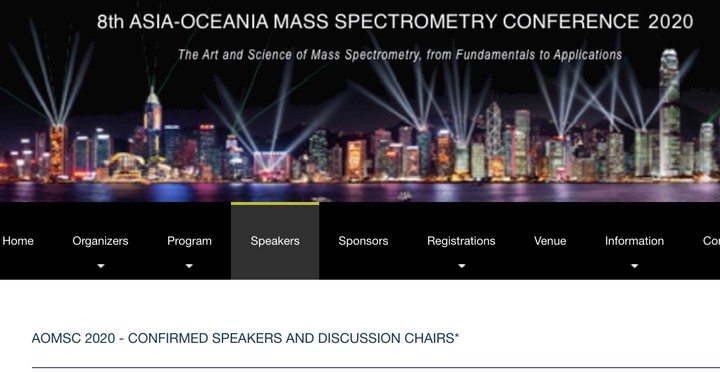 8th ASIA-OCEANIA MASS SPECTROMETRY CONFERENCE 2020
The Art and Science of Mass Spectrometry, from Fundamentals to Applications
Home Organizers Program Speakers Sponsors Registrations Venue Information
AOMSC 2020 - CONFIRMED SPEAKERS AND DISCUSSION CHAIRS*